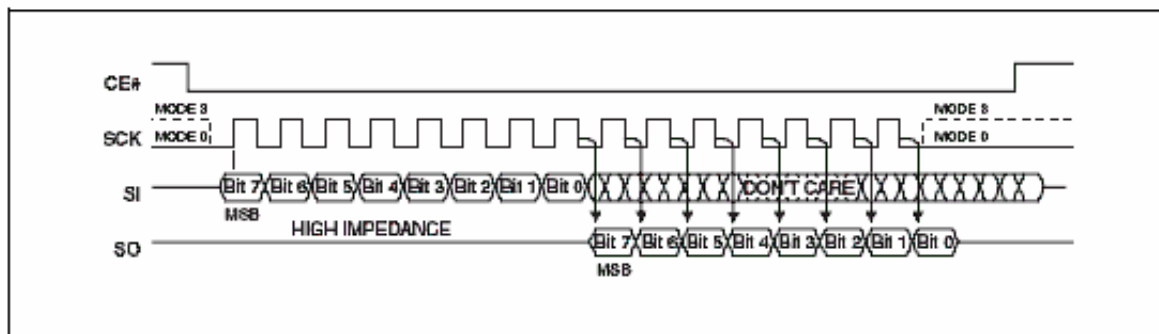 CE#
MODE 3 MODE 3
SCK MODE 0 MODE 0
SI Bit 7 Bit 6 Bit 5 Bit 4 Bit 3 Bit 2 Bit 1 Bit 0 DON'T CARE
MSB
HIGH IMPEDANCE
SO Bit 7 Bit 6 Bit 5 Bit 4 Bit 3 Bit 2 Bit 1 Bit 0
MSB